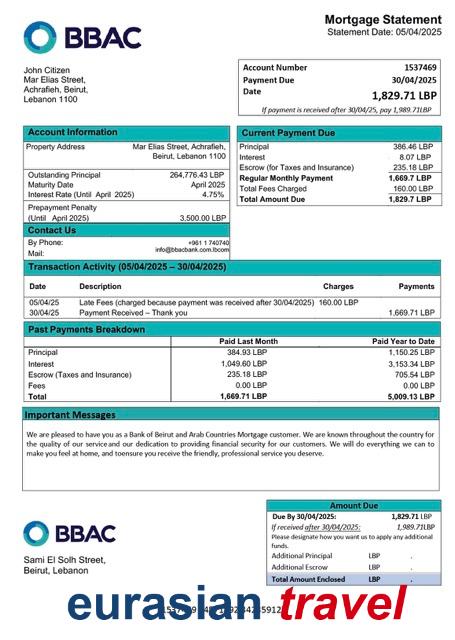 BBAC
Mortgage Statement
Statement Date: 05/04/2025
John Citizen
Mar Elias Street,
Achrafieh, Beirut,
Lebanon 1100
Account Number 1537469
Payment Due 30/04/2025
Date 1,829.71 LBP
If payment is received after 30/04/25, pay 1,989.71LBP
Account Information
Property Address Mar Elias Street, Achrafieh,
Beirut, Lebanon 1100
Outstanding Principal 264,776.43 LBP
Maturity Date April 2025
Interest Rate (Until April 2025) 4.75%
Prepayment Penalty
(Until April 2025) 3,500.00 LBP
Contact Us
By Phone: +961 1 740740
Mail: info@bbacbank.com.lbcom
Current Payment Due
Principal 386.46 LBP
Interest 8.07 LBP
Escrow (for Taxes and Insurance) 235.18 LBP
Regular Monthly Payment 1,669.7 LBP
Total Fees Charged 160.00 LBP
Total Amount Due 1,829.7 LBP
Transaction Activity (05/04/2025 – 30/04/2025)
Date Description Charges Payments
05/04/25 Late Fees (charged because payment was received after 30/04/2025) 160.00 LBP
30/04/25 Payment Received – Thank you 1,669.71 LBP
Past Payments Breakdown
Paid Last Month Paid Year to Date
Principal 384.93 LBP 1,150.25 LBP
Interest 1,049.60 LBP 3,153.34 LBP
Escrow (Taxes and Insurance) 235.18 LBP 705.54 LBP
Fees 0.00 LBP 0.00 LBP
Total 1,669.71 LBP 5,009.13 LBP
Important Messages
We are pleased to have you as a Bank of Beirut and Arab Countries Mortgage customer. We are known throughout the country for
the quality of our service and our dedication to providing financial security for our customers. We will do everything we can to
make you feel at home, and toensure you receive the friendly, professional service you deserve.
BBAC
Sami El Solh Street,
Beirut, Lebanon
Amount Due
Due By 30/04/2025: 1,829.71 LBP
If received after 30/04/2025: 1,989.71LBP
Please designate how you want us to apply any additional
funds.
Additional Principal LBP .
Additional Escrow LBP .
Total Amount Enclosed LBP .
eurasian travel